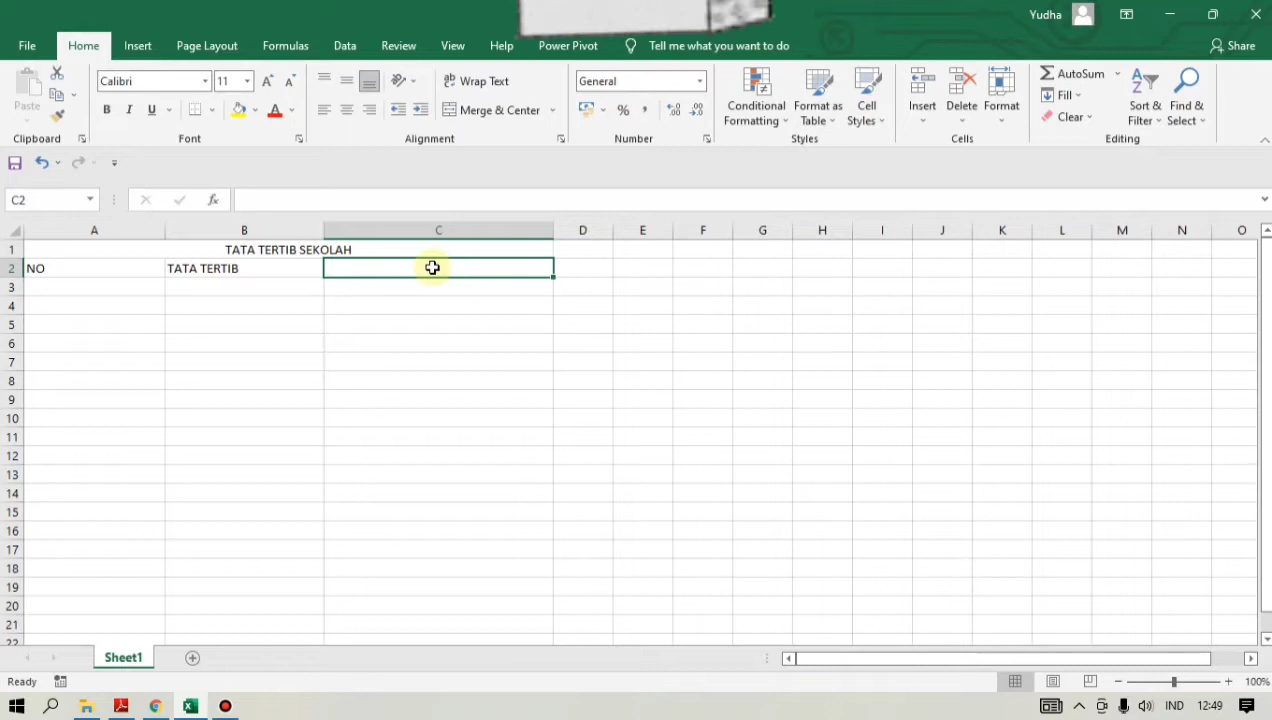 Yudha
File Home Insert Page Layout Formulas Data Review View Help Power Pivot Tell me what you want to do Share
Paste Calibri 11 Wrap Text General Conditional Formatting Format as Table Cell Styles Insert Delete Format AutoSum Fill Clear Sort & Filter Find & Select
B I U A Merge & Center %
Clipboard Font Alignment Number Styles Cells Editing
C2 fx
A B C D E F G H I J K L M N O
1 TATA TERTIB SEKOLAH
2 NO TATA TERTIB
3
4
5
6
7
8
9
10
11
12
13
14
15
16
17
18
19
20
21
22
Sheet1
Ready 100%
IND 12:49